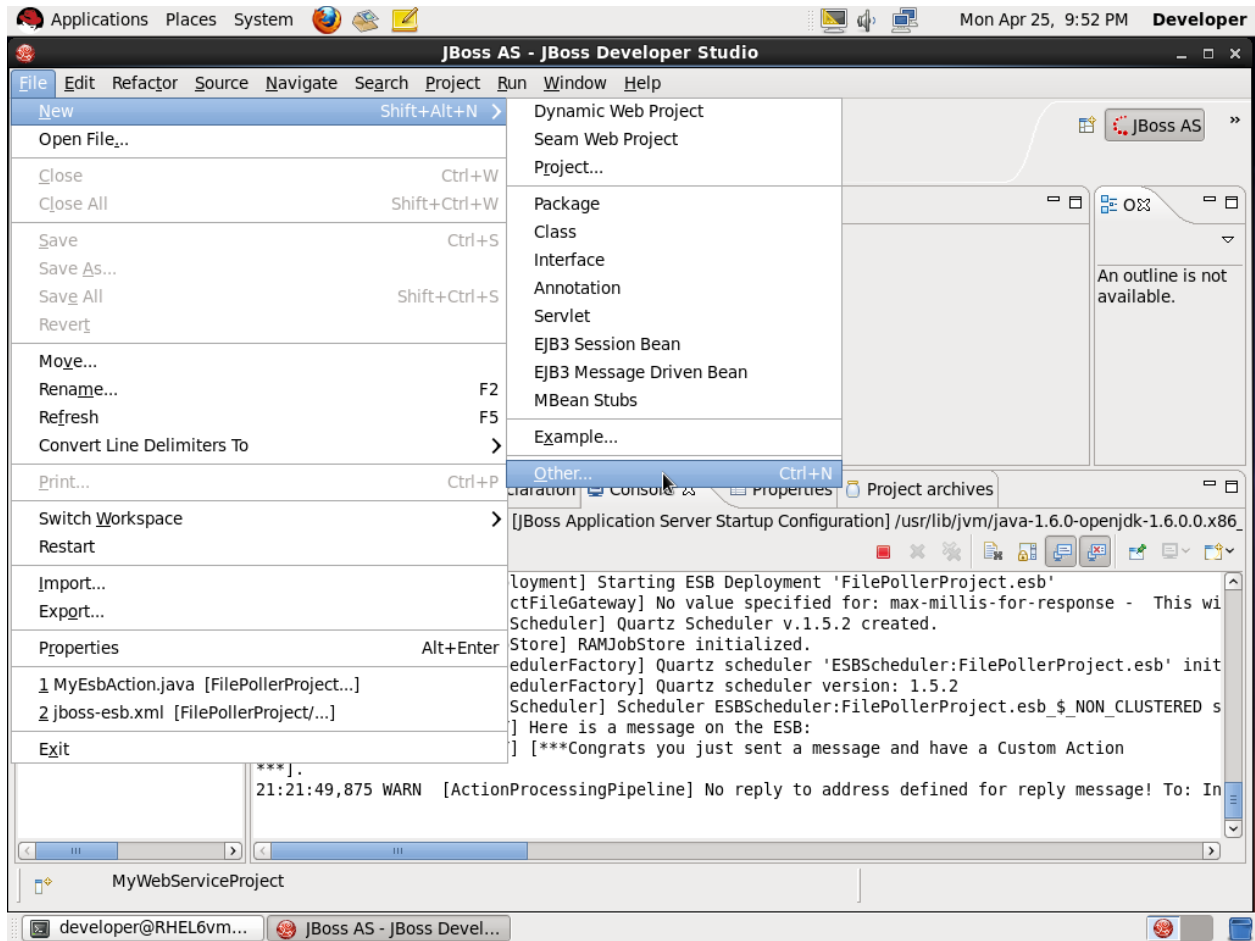 Applications Places System Mon Apr 25, 9:52 PM Developer
JBoss AS - JBoss Developer Studio
File Edit Refactor Source Navigate Search Project Run Window Help
New Shift+Alt+N
Open File...
Close Ctrl+W
Close All Shift+Ctrl+W
Save Ctrl+S
Save As...
Save All Shift+Ctrl+S
Revert
Move...
Rename... F2
Refresh F5
Convert Line Delimiters To
Print... Ctrl+P
Switch Workspace
Restart
Import...
Export...
Properties Alt+Enter
1 MyEsbAction.java [FilePollerProject...]
2 jboss-esb.xml [FilePollerProject/...]
Exit
Dynamic Web Project
Seam Web Project
Project...
Package
Class
Interface
Annotation
Servlet
EJB3 Session Bean
EJB3 Message Driven Bean
MBean Stubs
Example...
Other... Ctrl+N
JBoss AS »
O
An outline is not
available.
claration Console Properties Project archives
[JBoss Application Server Startup Configuration] /usr/lib/jvm/java-1.6.0-openjdk-1.6.0.0.x86_
loyment] Starting ESB Deployment 'FilePollerProject.esb'
ctFileGateway] No value specified for: max-millis-for-response - This wi
Scheduler] Quartz Scheduler v.1.5.2 created.
Store] RAMJobStore initialized.
edulerFactory] Quartz scheduler 'ESBScheduler:FilePollerProject.esb' init
edulerFactory] Quartz scheduler version: 1.5.2
Scheduler] Scheduler ESBScheduler:FilePollerProject.esb_$_NON_CLUSTERED s
] Here is a message on the ESB:
] [***Congrats you just sent a message and have a Custom Action
***].
21:21:49,875 WARN [ActionProcessingPipeline] No reply to address defined for reply message! To: In
MyWebServiceProject
developer@RHEL6vm... JBoss AS - JBoss Devel...